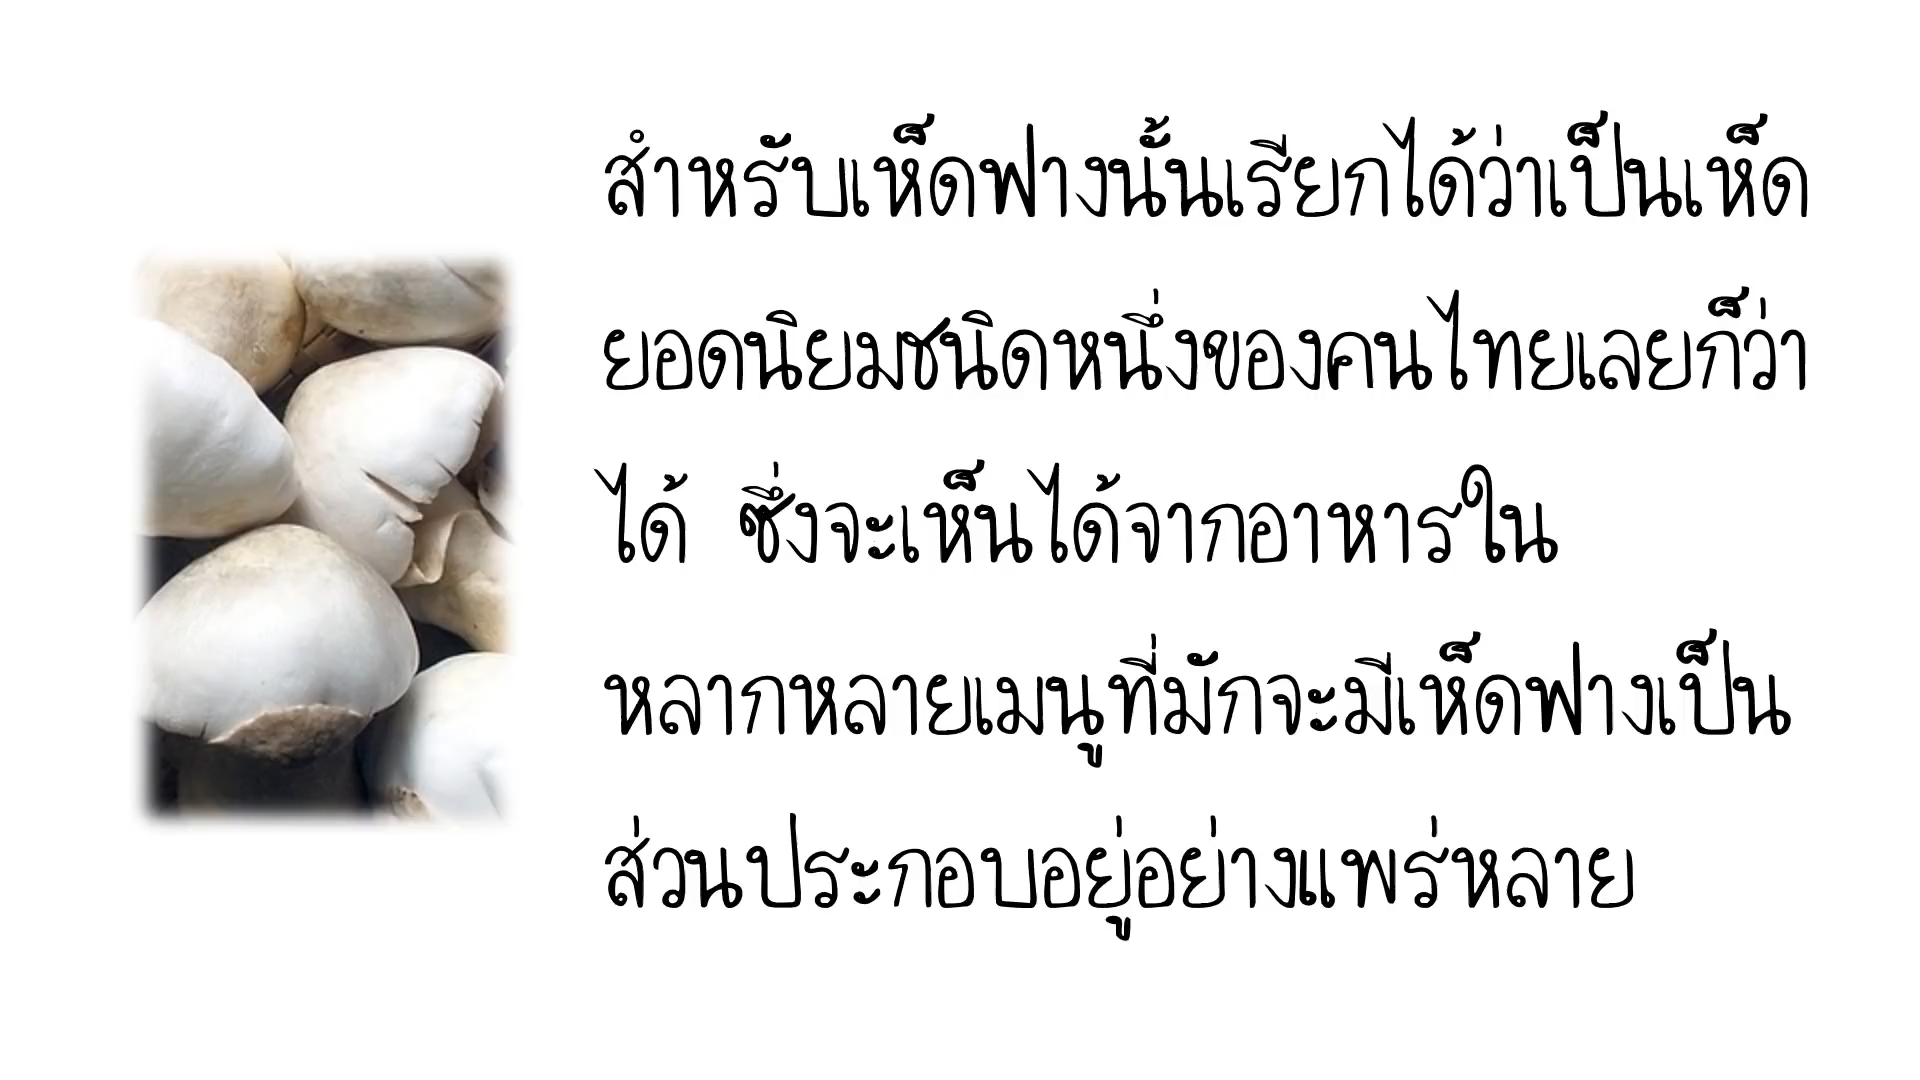 สำหรับเห็ดฟางนั้นเรียกได้ว่าเป็นเห็ด
ยอดนิยมชนิดหนึ่งของคนไทยเลยก็ว่า
ได้ ซึ่งจะเห็นได้จากอาหารใน
หลากหลายเมนูที่มักจะมีเห็ดฟางเป็น
ส่วนประกอบอยู่อย่างแพร่หลาย